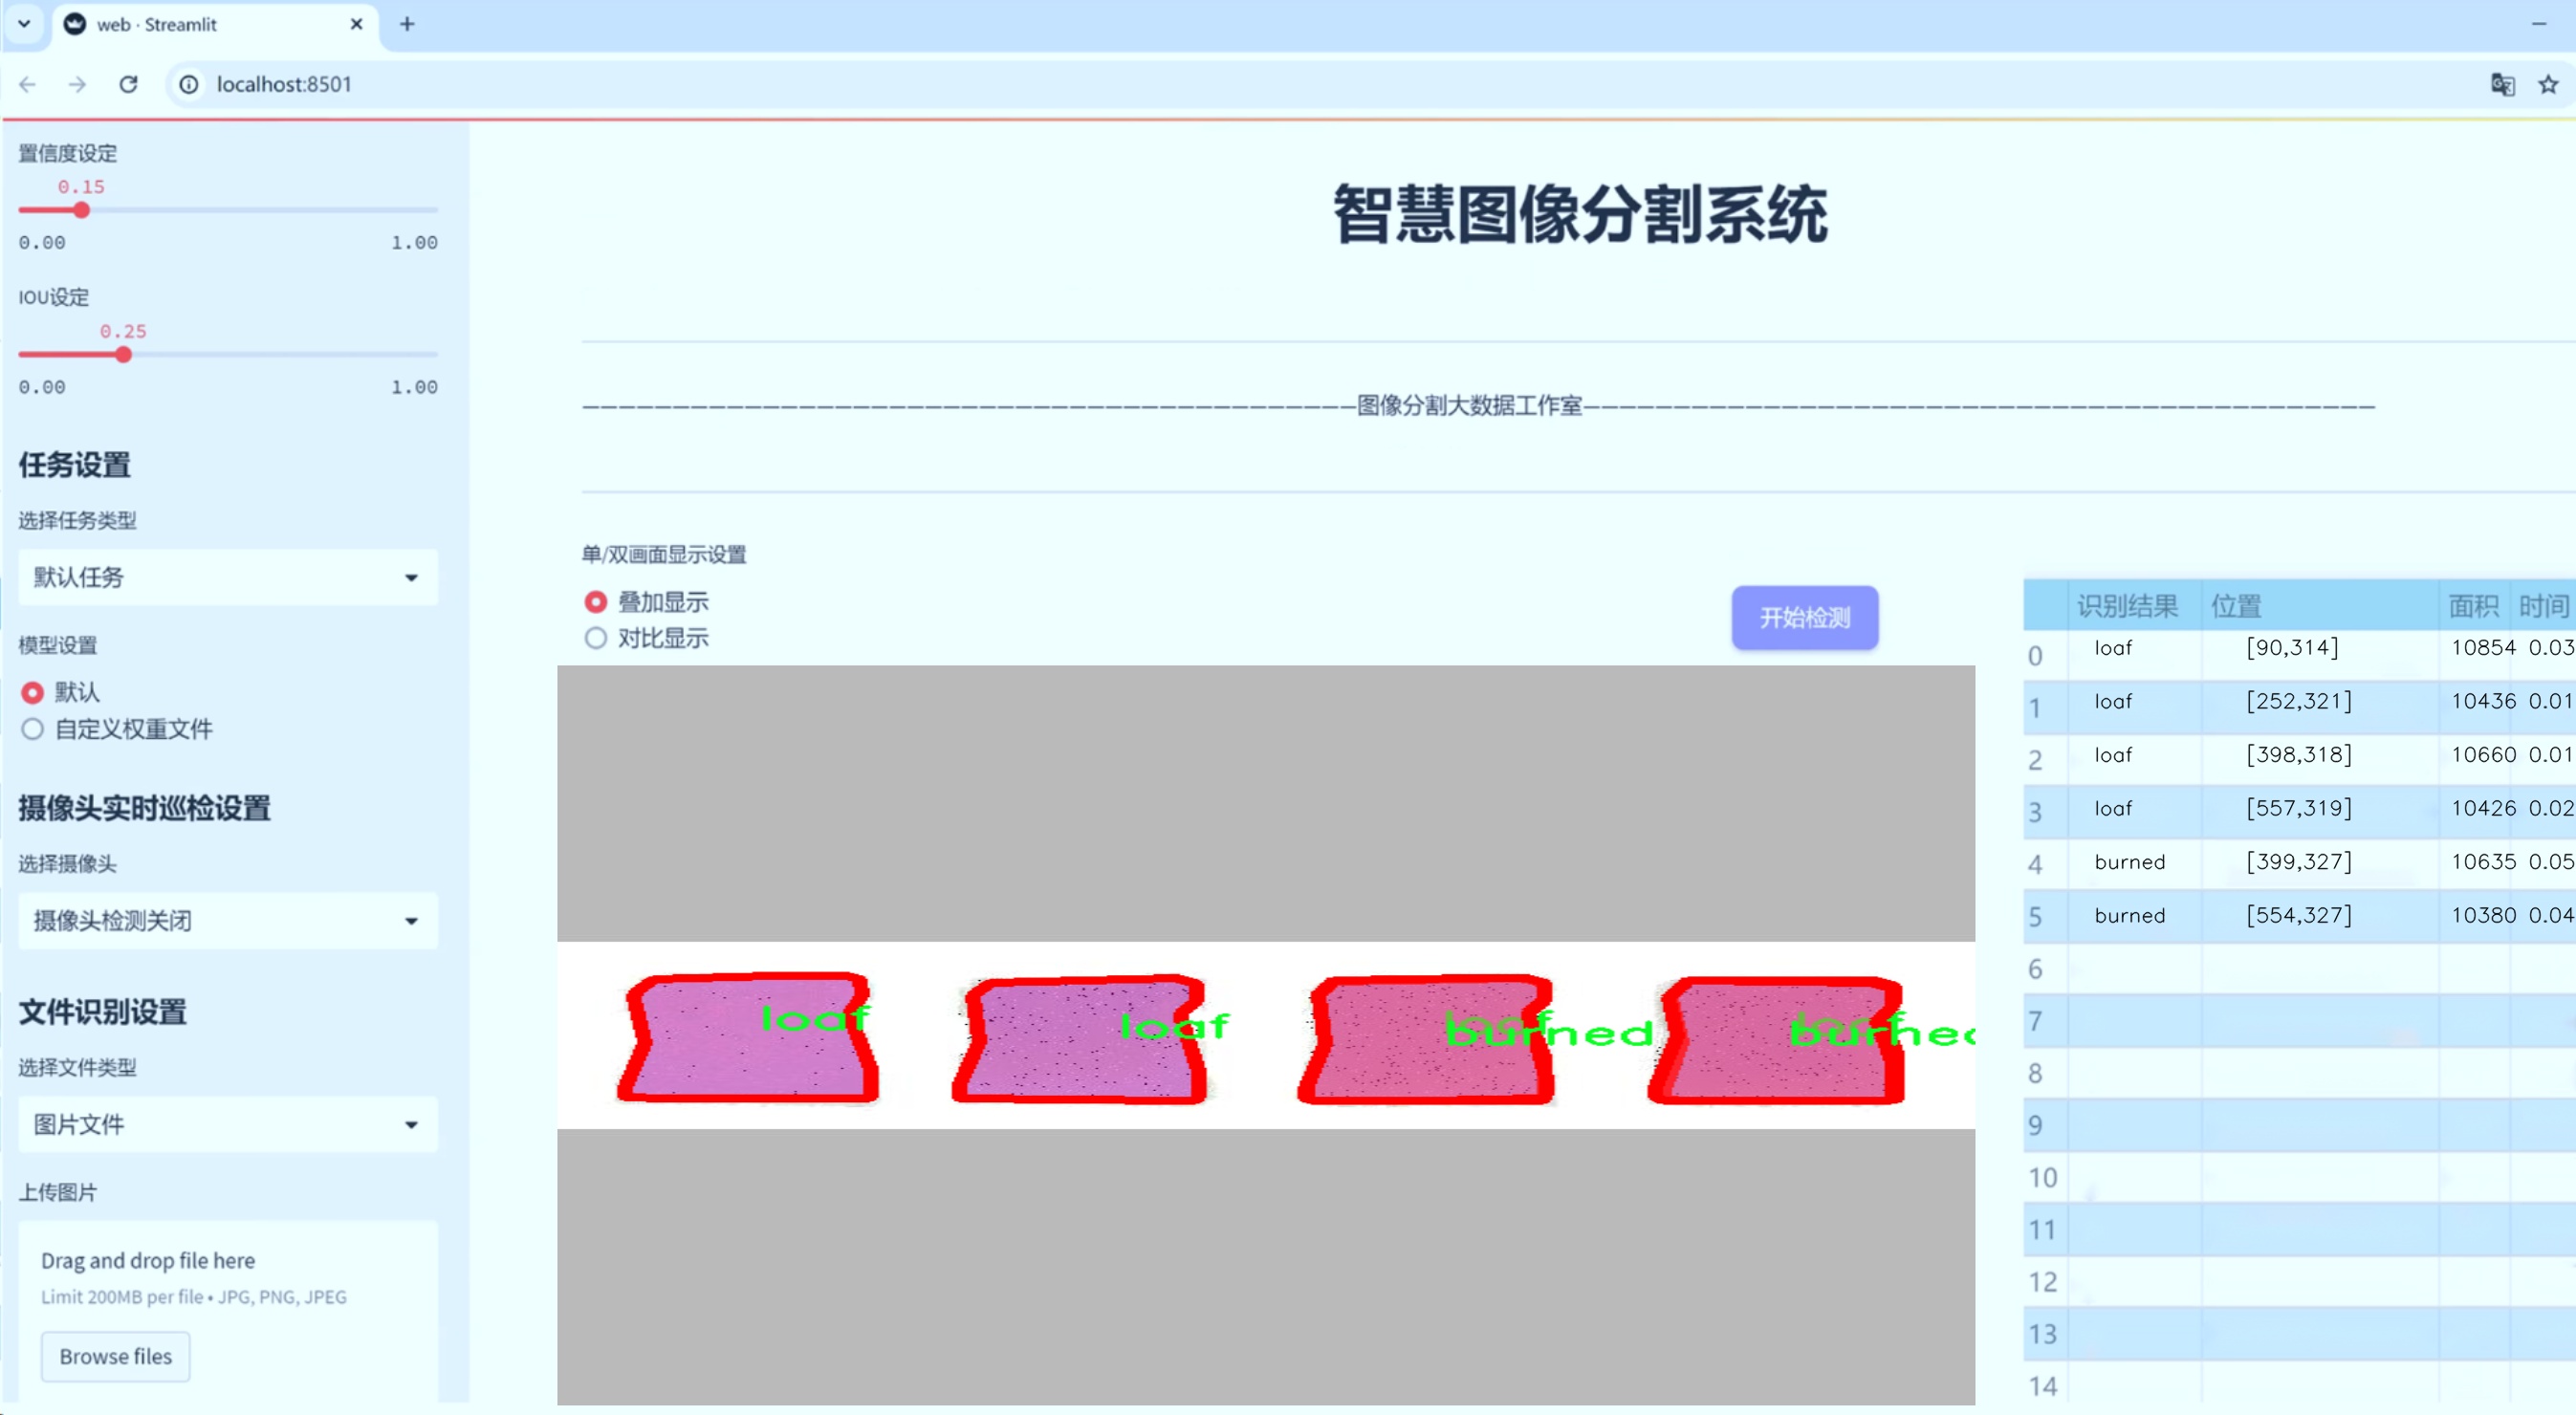 web · Streamlit
localhost:8501
置信度设定
0.15
0.00 1.00
IOU设定
0.25
0.00 1.00
任务设置
选择任务类型
默认任务
模型设置
默认
自定义权重文件
摄像头实时巡检设置
选择摄像头
摄像头检测关闭
文件识别设置
选择文件类型
图片文件
上传图片
Drag and drop file here
Limit 200MB per file • JPG, PNG, JPEG
Browse files
智慧图像分割系统
图像分割大数据工作室
单/双画面显示设置
叠加显示
对比显示
开始检测
loaf
loaf
burned
burned
识别结果 位置 面积 时间
0 loaf [90,314] 10854 0.03
1 loaf [252,321] 10436 0.01
2 loaf [398,318] 10660 0.01
3 loaf [557,319] 10426 0.02
4 burned [399,327] 10635 0.05
5 burned [554,327] 10380 0.04
6
7
8
9
10
11
12
13
14